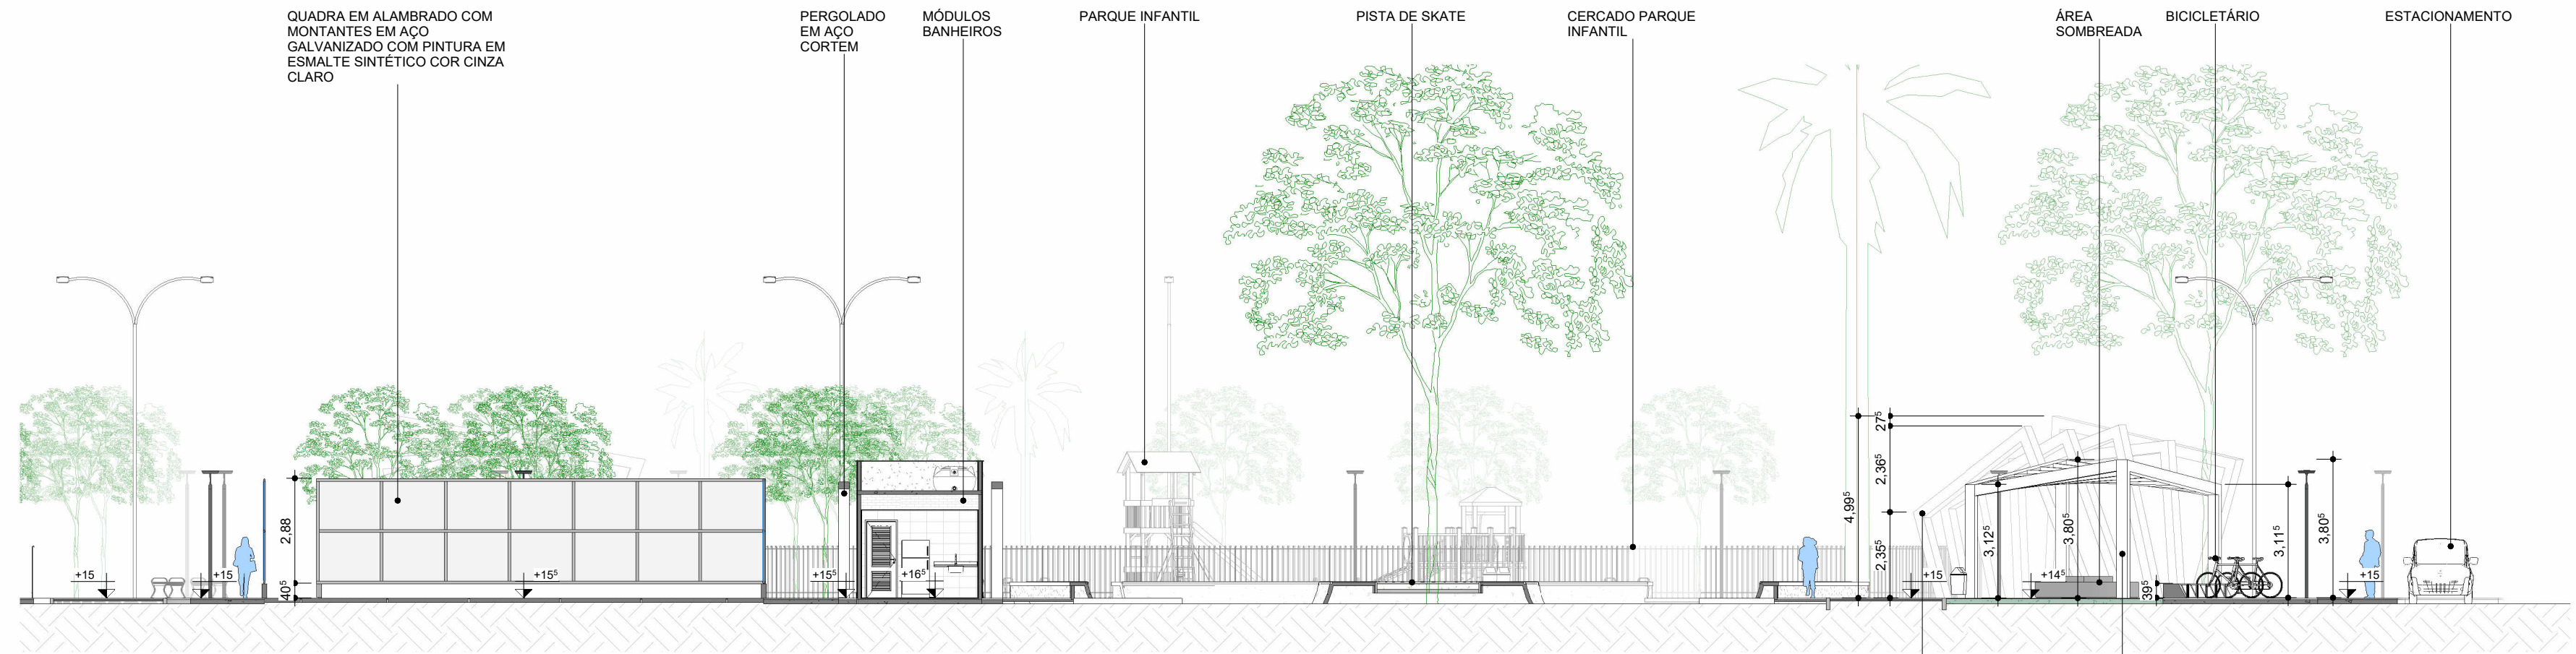 QUADRA EM ALAMBRADO COM
MONTANTES EM AÇO
GALVANIZADO COM PINTURA EM
ESMALTE SINTÉTICO COR CINZA
CLARO
PERGOLADO
EM AÇO
CORTEM
MÓDULOS
BANHEIROS
PARQUE INFANTIL
PISTA DE SKATE
CERCADO PARQUE
INFANTIL
ÁREA
SOMBREADA
BICICLETÁRIO
ESTACIONAMENTO
+15
+15
2,88
40⁵
+15⁵
+15⁵
+16⁵
4,99⁵
27⁵
2,36⁵
2,35⁵
+15
3,12⁵
+14⁵
3,80⁵
39⁵
3,11⁵
3,80⁵
+15